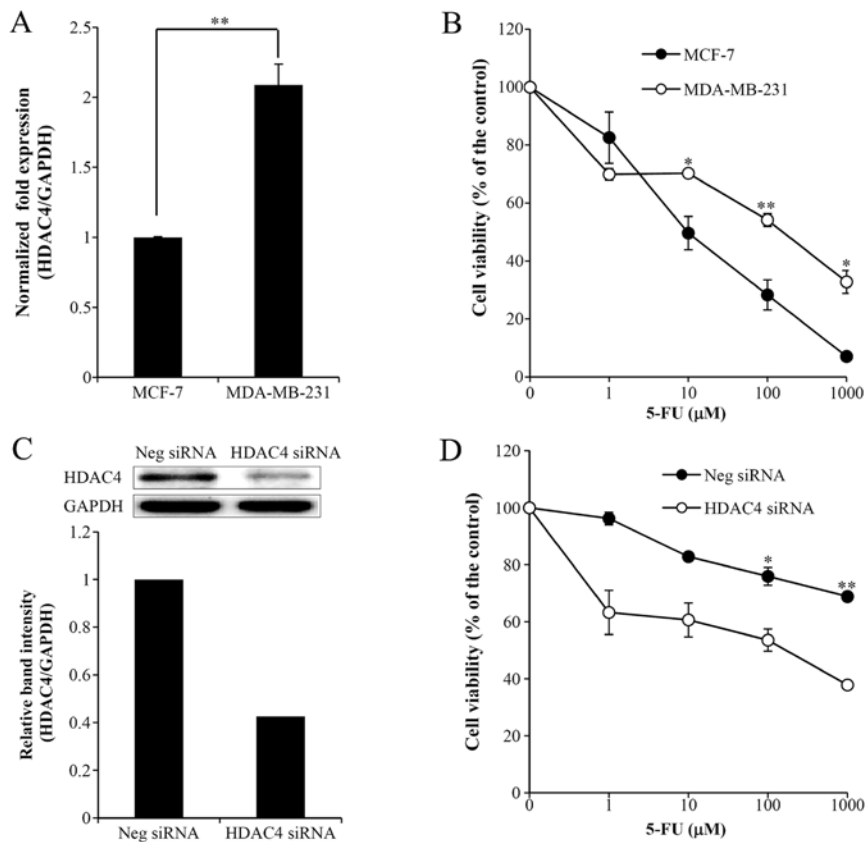 A
**
Normalized fold expression
(HDAC4/GAPDH)
2.5
2
1.5
1
0.5
0
MCF-7 MDA-MB-231
B
MCF-7
MDA-MB-231
Cell viability (% of the control)
120
100
80
60
40
20
0
*
**
*
0 1 10 100 1000
5-FU (μM)
C
Neg siRNA HDAC4 siRNA
HDAC4
GAPDH
Relative band intensity
(HDAC4/GAPDH)
1.2
1
0.8
0.6
0.4
0.2
0
Neg siRNA HDAC4 siRNA
D
Neg siRNA
HDAC4 siRNA
Cell viability (% of the control)
120
100
80
60
40
20
0
*
**
0 1 10 100 1000
5-FU (μM)